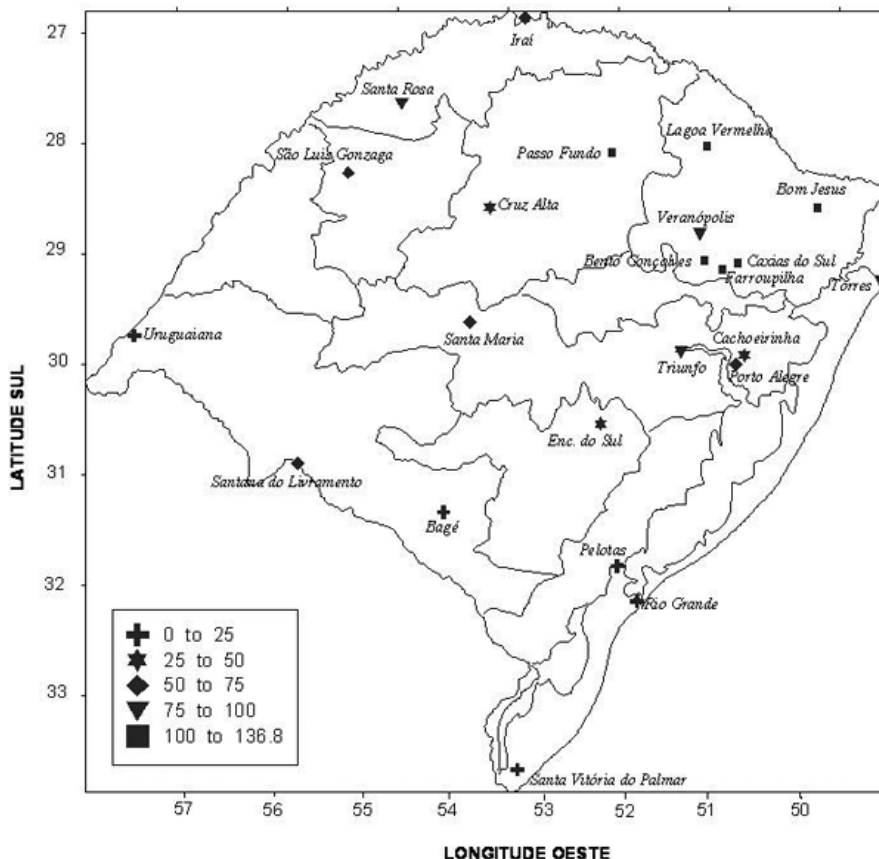 27
Iraí
Santa Rosa
28
Lagoa Vermelha
São Luis Gonzaga
Passo Fundo
Bom Jesus
Cruz Alta
Veranópolis
29
Bento Gonçalves
Caxias do Sul
Farroupilha
Torres
Uruguaiana
Santa Maria
Cachoeirinha
30
Triunfo
Porto Alegre
LATITUDE SUL
Enc. do Sul
31
Santana do Livramento
Bagé
Pelotas
32
Rio Grande
0 to 25
25 to 50
50 to 75
75 to 100
100 to 136.8
33
Santa Vitória do Palmar
57 56 55 54 53 52 51 50
LONGITUDE OESTE